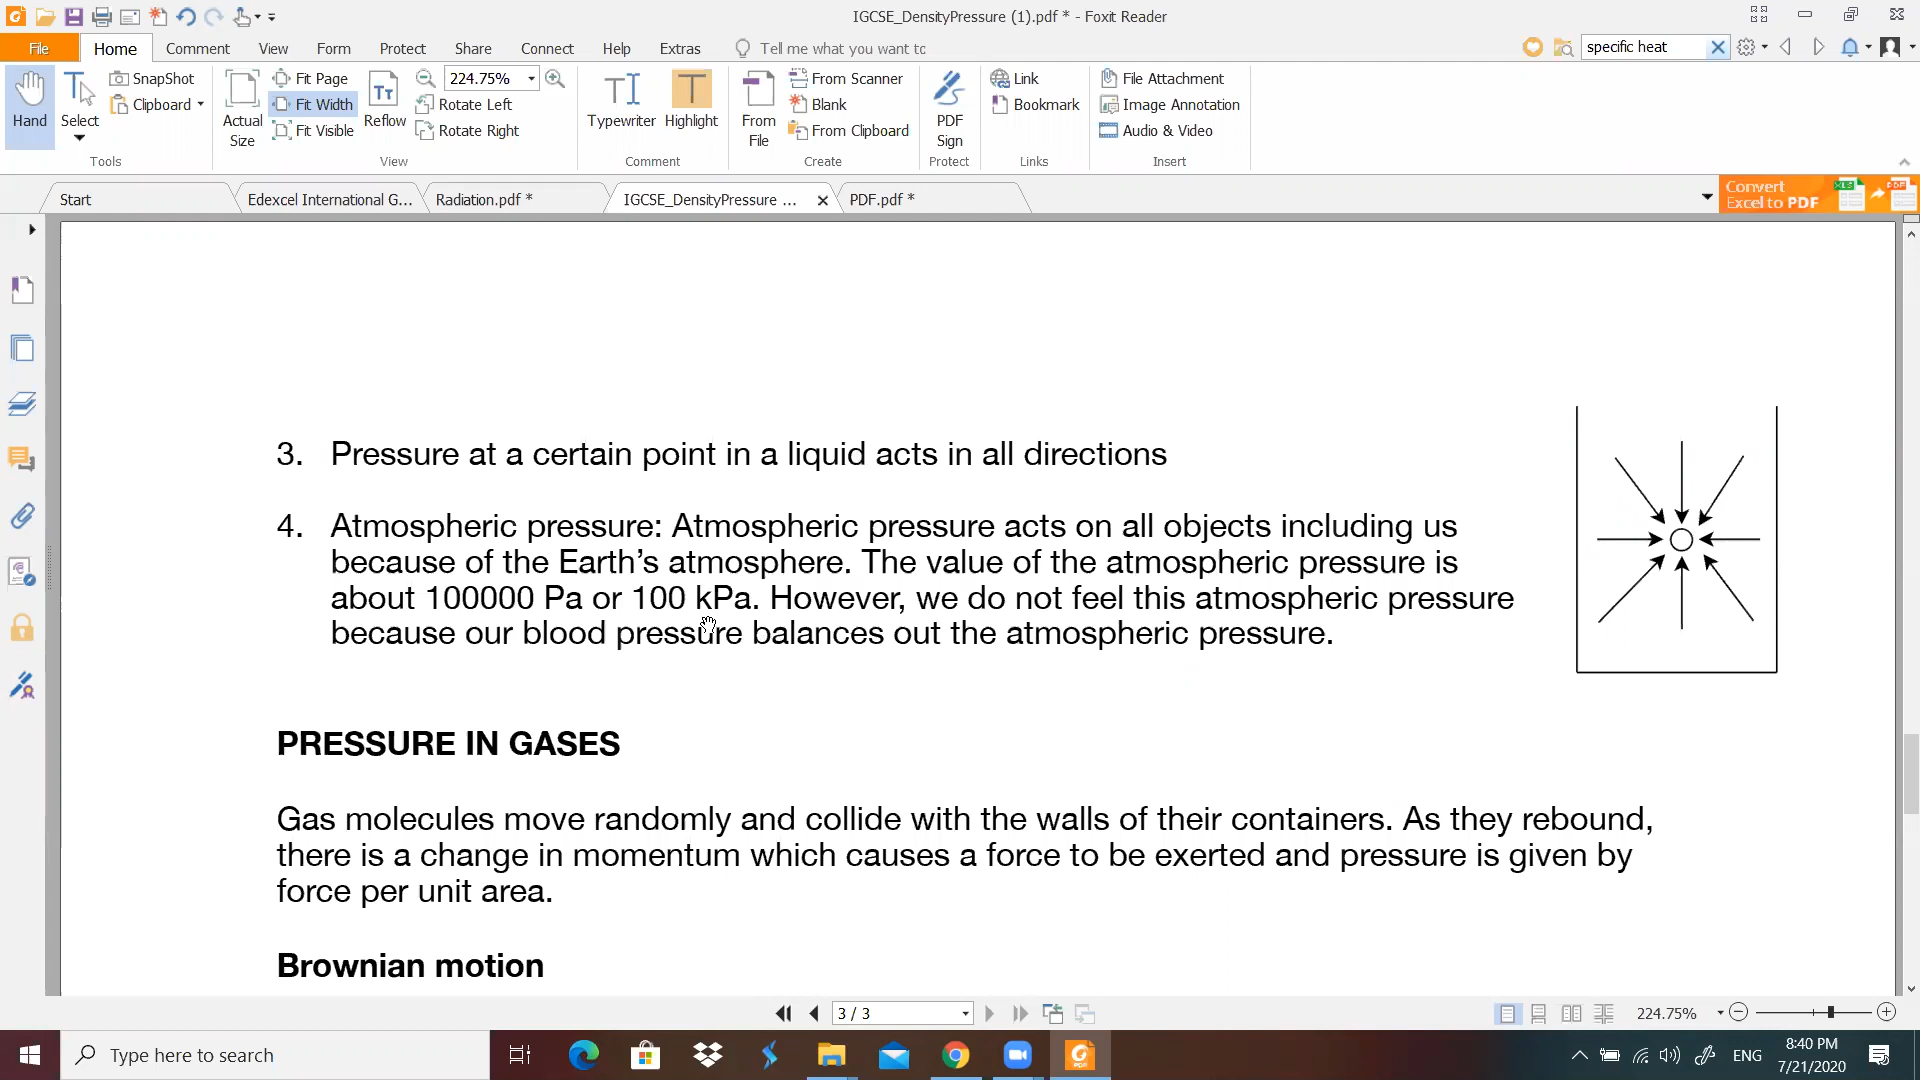 IGCSE_DensityPressure (1).pdf * - Foxit Reader
File Home Comment View Form Protect Share Connect Help Extras Tell me what you want to
specific heat
Hand
Select
SnapShot
Clipboard
Tools
Actual Size
Fit Page
Fit Width
Fit Visible
Reflow
224.75%
Rotate Left
Rotate Right
View
Typewriter
Highlight
Comment
From File
From Scanner
Blank
From Clipboard
Create
PDF Sign
Protect
Link
Bookmark
Links
File Attachment
Image Annotation
Audio & Video
Insert
Start
Edexcel International G...
Radiation.pdf *
IGCSE_DensityPressure ...
PDF.pdf *
Convert
Excel to PDF
3. Pressure at a certain point in a liquid acts in all directions
4. Atmospheric pressure: Atmospheric pressure acts on all objects including us
because of the Earth's atmosphere. The value of the atmospheric pressure is
about 100000 Pa or 100 kPa. However, we do not feel this atmospheric pressure
because our blood pressure balances out the atmospheric pressure.
PRESSURE IN GASES
Gas molecules move randomly and collide with the walls of their containers. As they rebound,
there is a change in momentum which causes a force to be exerted and pressure is given by
force per unit area.
Brownian motion
3 / 3
224.75%
Type here to search
ENG
8:40 PM
7/21/2020